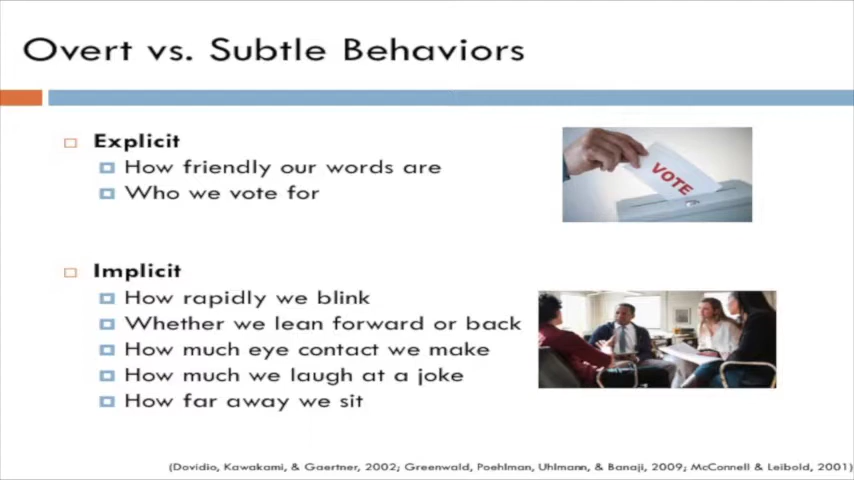 Overt vs. Subtle Behaviors
Explicit
How friendly our words are
Who we vote for
VOTE
Implicit
How rapidly we blink
Whether we lean forward or back
How much eye contact we make
How much we laugh at a joke
How far away we sit
(Dovidio, Kawakami, & Gaertner, 2002; Greenwald, Poehlman, Uhlmann, & Banaji, 2009; McConnell & Leibold, 2001)